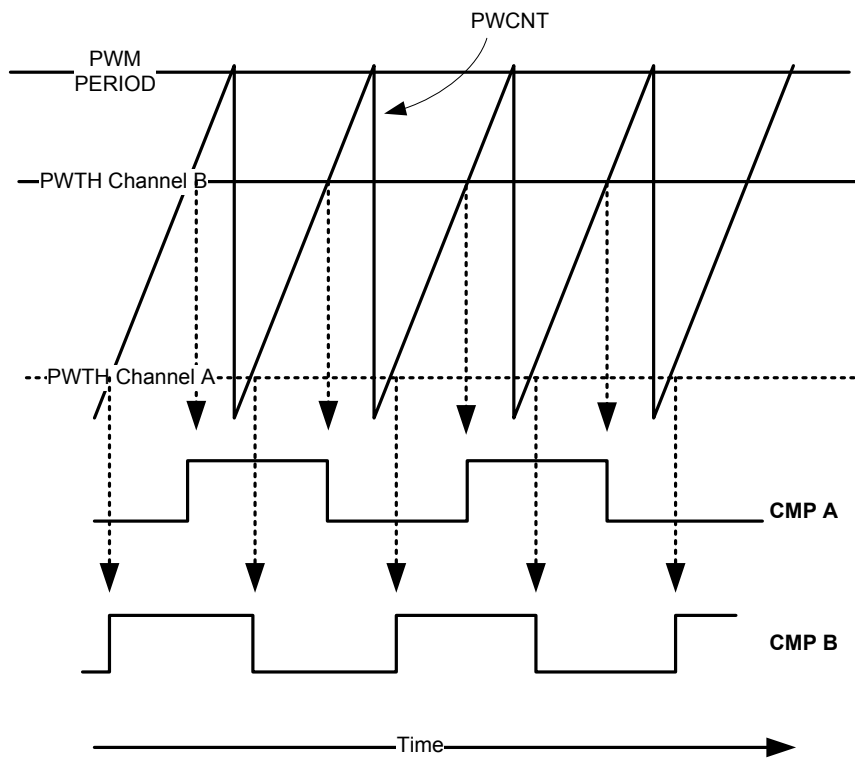 PWCNT
PWM
PERIOD
PWTH Channel B
PWTH Channel A
CMP A
CMP B
Time